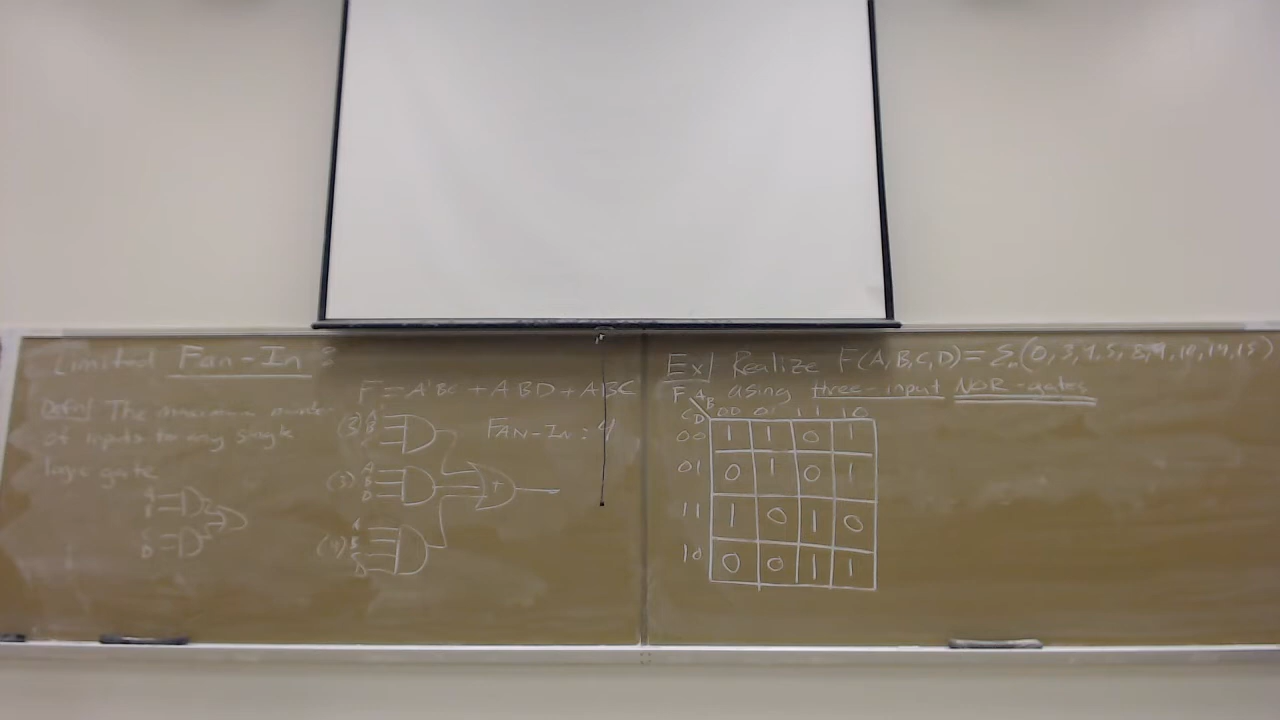 Limited Fan-In:
Defn| The maximum number
of inputs to any single
logic gate
A
B
C
D
F = A'BC + ABD + ABC
FAN-IN: 4
(3) A'
B
C
(3) A
B
D
+
(4) A
B
C
D
Ex| Realize F(A,B,C,D) = Σm(0, 3, 4, 5, 8, 9, 10, 14, 15)
using three-input NOR-gates
F AB
CD 00 01 11 10
00 1 1 0 1
01 0 1 0 1
11 1 0 1 0
10 0 0 1 1